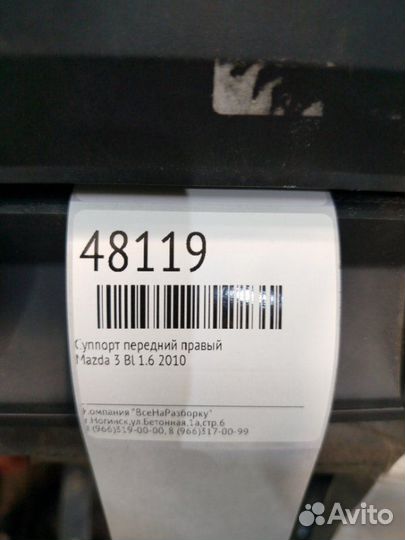 48119
Суппорт передний правый
Mazda 3 Bl 1.6 2010
Компания "ВсеНаРазборку"
г.Ногинск,ул.Бетонная,1а,стр.6
8 (966)319-00-00, 8 (966)317-00-99
Avito